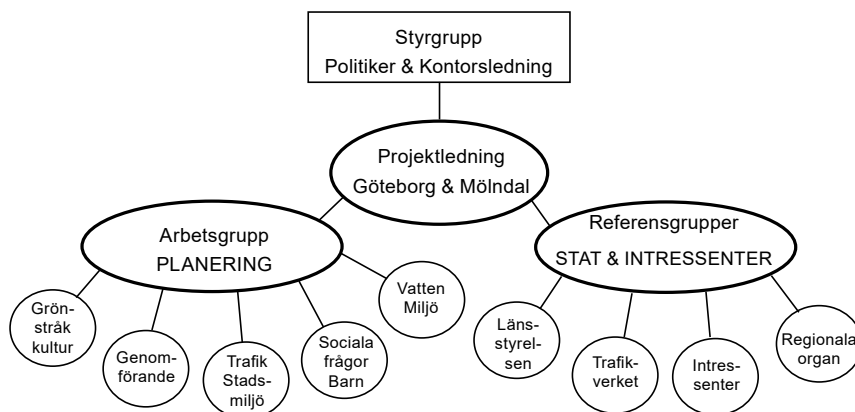 Styrgrupp
Politiker & Kontorsledning
Projektledning
Göteborg & Mölndal
Arbetsgrupp
PLANERING
Referensgrupper
STAT & INTRESSENTER
Grön-
stråk
kultur
Genom-
förande
Trafik
Stads-
miljö
Sociala
frågor
Barn
Vatten
Miljö
Läns-
styrel-
sen
Trafik-
verket
Intres-
senter
Regionala
organ